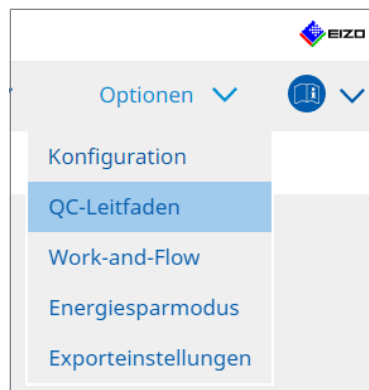 EIZO
Optionen
Konfiguration
QC-Leitfaden
Work-and-Flow
Energiesparmodus
Exporteinstellungen